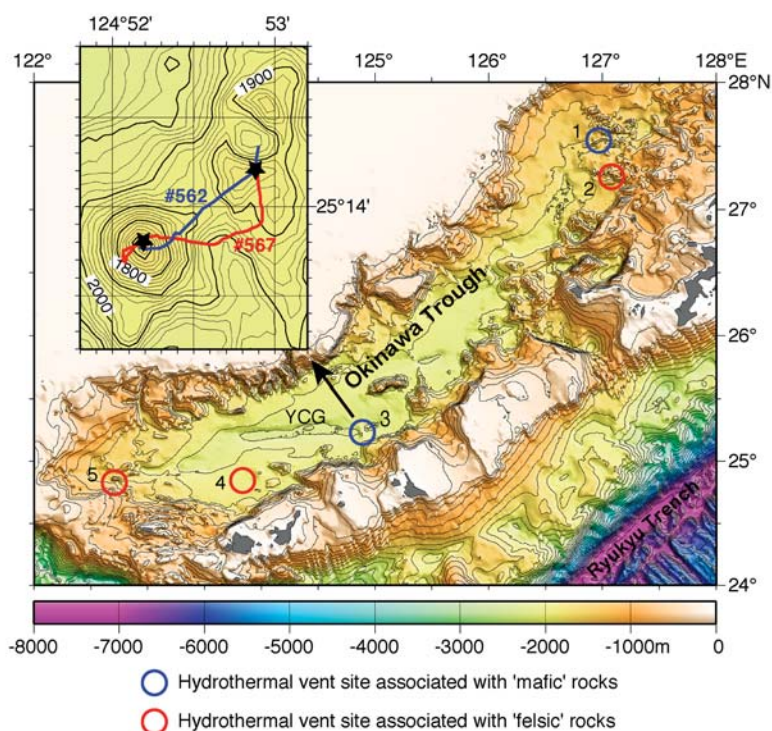 124°52'
53'
122°
125°
126°
127°
128°E
28°N
1900
#562
25°14'
#567
1800
2000
1
2
27°
Okinawa Trough
26°
YCG
3
5
4
25°
Ryukyu Trench
24°
-8000 -7000 -6000 -5000 -4000 -3000 -2000 -1000m 0
Hydrothermal vent site associated with 'mafic' rocks
Hydrothermal vent site associated with 'felsic' rocks